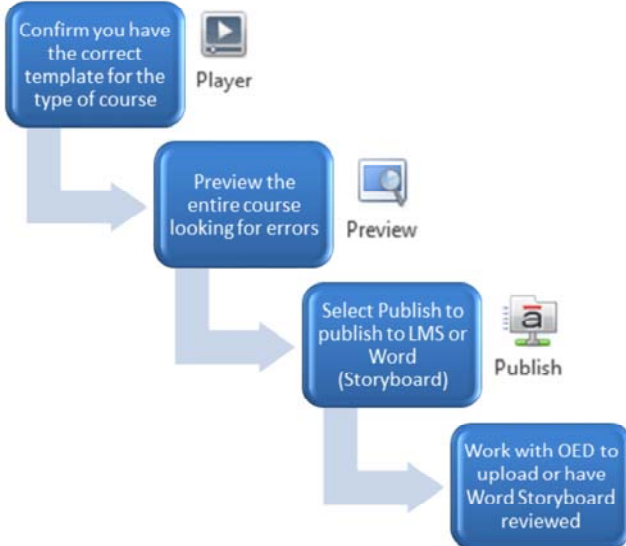 Confirm you have
the correct
template for the
type of course
Player
Preview the
entire course
looking for errors
Preview
Select Publish to
publish to LMS or
Word
(Storyboard)
a
Publish
Work with OED to
upload or have
Word Storyboard
reviewed